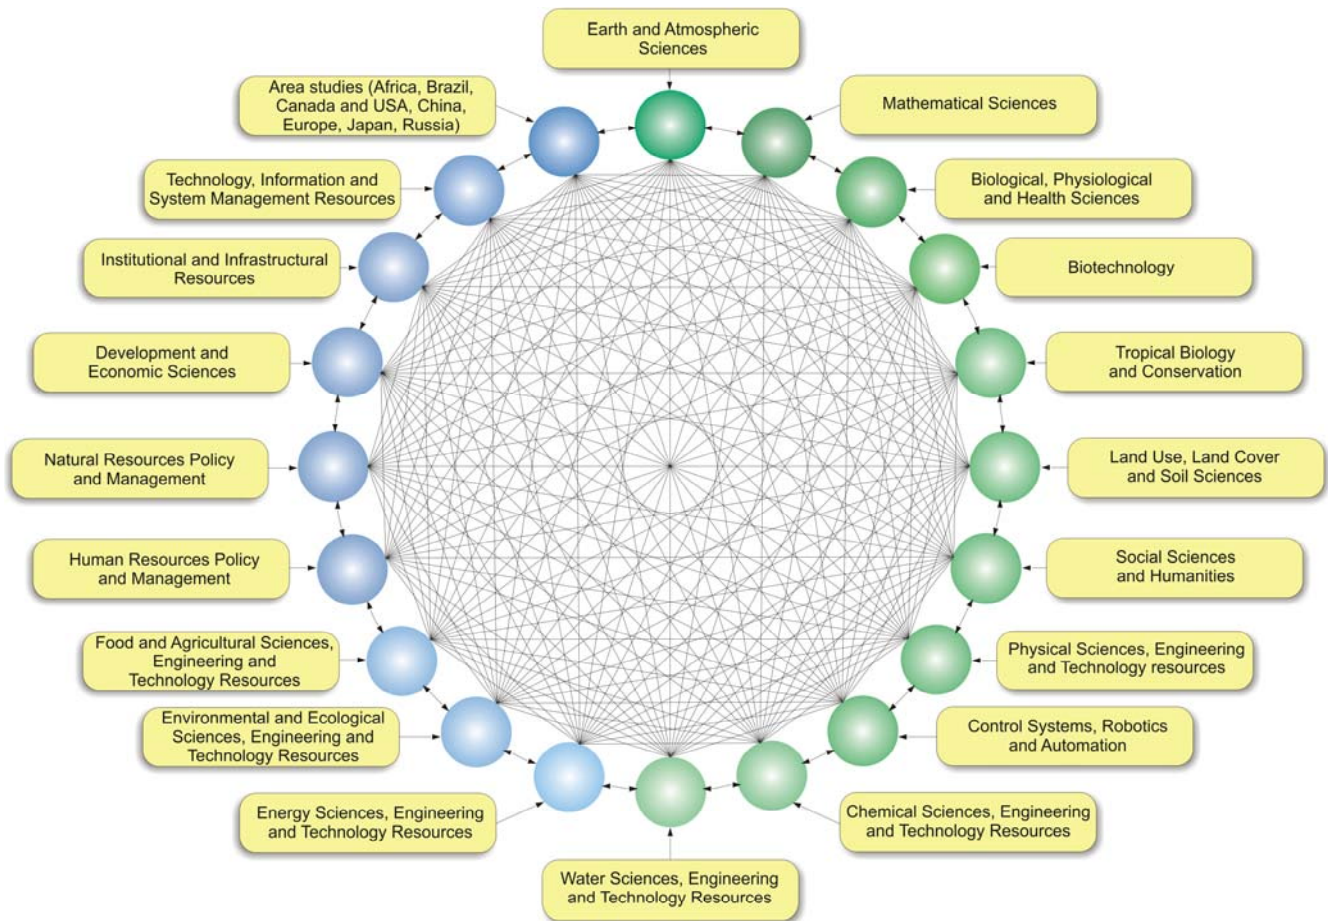 Earth and Atmospheric
Sciences
Area studies (Africa, Brazil,
Canada and USA, China,
Europe, Japan, Russia)
Mathematical Sciences
Technology, Information and
System Management Resources
Biological, Physiological
and Health Sciences
Institutional and Infrastructural
Resources
Biotechnology
Development and
Economic Sciences
Tropical Biology
and Conservation
Natural Resources Policy
and Management
Land Use, Land Cover
and Soil Sciences
Human Resources Policy
and Management
Social Sciences
and Humanities
Food and Agricultural Sciences,
Engineering and
Technology Resources
Physical Sciences, Engineering
and Technology resources
Environmental and Ecological
Sciences, Engineering and
Technology Resources
Control Systems, Robotics
and Automation
Energy Sciences, Engineering
and Technology Resources
Chemical Sciences, Engineering
and Technology Resources
Water Sciences, Engineering
and Technology Resources